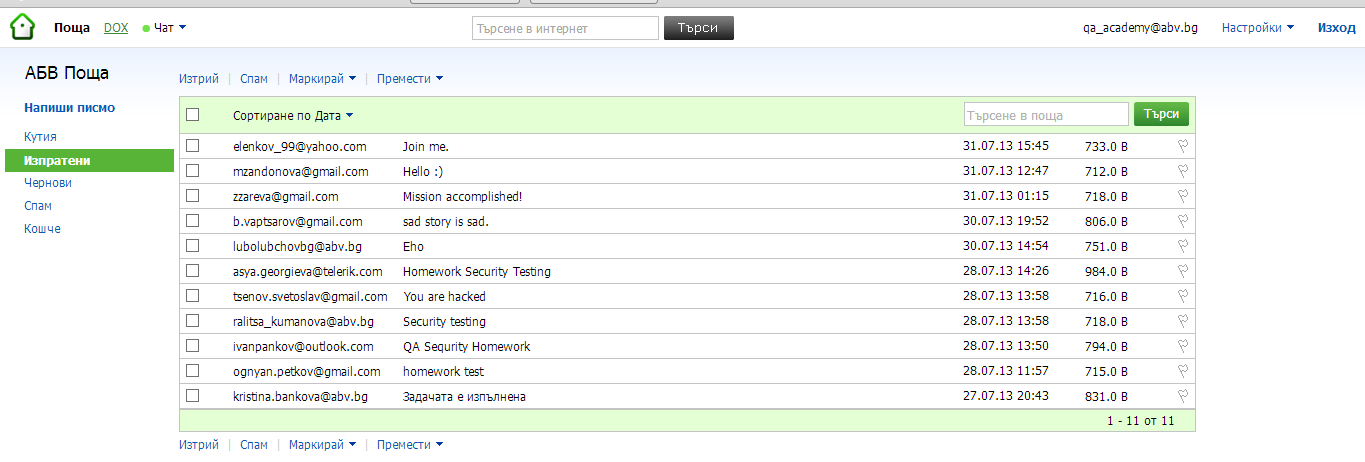 Поща DOX Чат Търсене в интернет Търси qa_academy@abv.bg Настройки Изход
АБВ Поща
Напиши писмо
Кутия
Изпратени
Чернови
Спам
Кошче
Изтрий | Спам | Маркирай | Премести
Сортиране по Дата Търсене в поща Търси
elenkov_99@yahoo.com Join me. 31.07.13 15:45 733.0 B
mzandonova@gmail.com Hello :) 31.07.13 12:47 712.0 B
zzareva@gmail.com Mission accomplished! 31.07.13 01:15 718.0 B
b.vaptsarov@gmail.com sad story is sad. 30.07.13 19:52 806.0 B
lubolubchovbg@abv.bg Eho 30.07.13 14:54 751.0 B
asya.georgieva@telerik.com Homework Security Testing 28.07.13 14:26 984.0 B
tsenov.svetoslav@gmail.com You are hacked 28.07.13 13:58 716.0 B
ralitsa_kumanova@abv.bg Security testing 28.07.13 13:58 718.0 B
ivanpankov@outlook.com QA Sequrity Homework 28.07.13 13:50 794.0 B
ognyan.petkov@gmail.com homework test 28.07.13 11:57 715.0 B
kristina.bankova@abv.bg Задачата е изпълнена 27.07.13 20:43 831.0 B
1 - 11 от 11
Изтрий | Спам | Маркирай | Премести